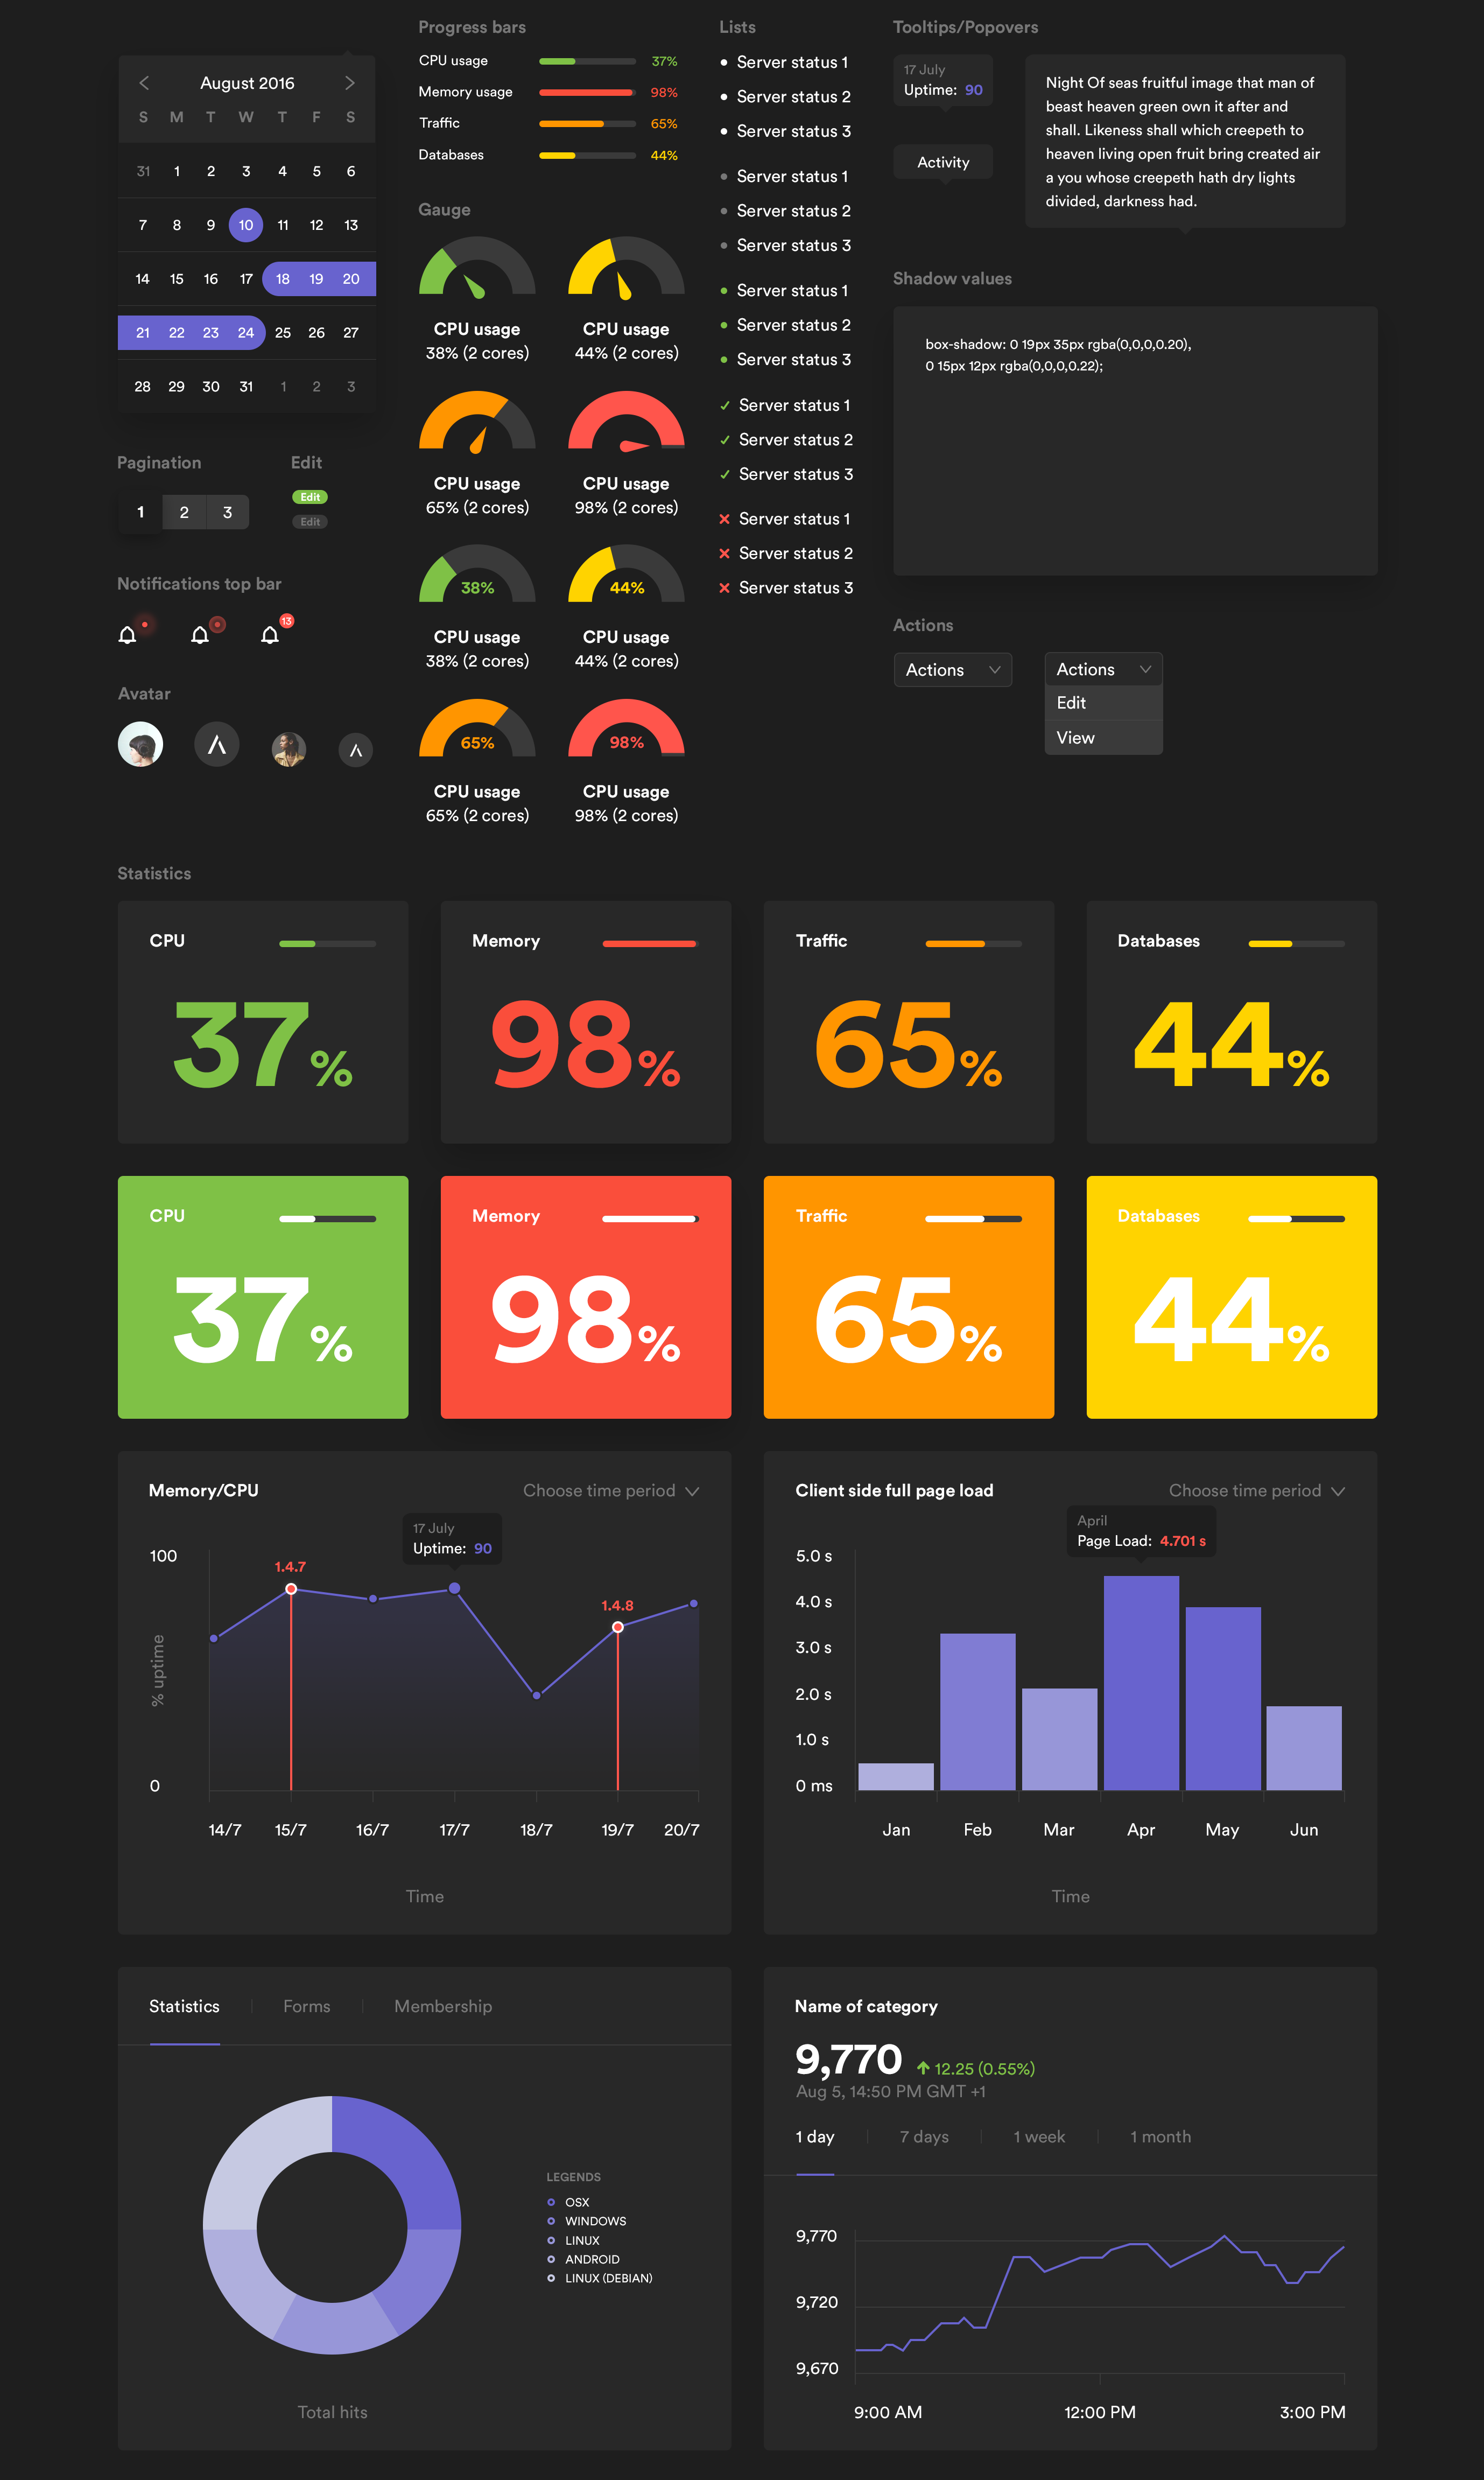 August 2016
S M T W T F S
31 1 2 3 4 5 6
7 8 9 10 11 12 13
14 15 16 17 18 19 20
21 22 23 24 25 26 27
28 29 30 31 1 2 3
Pagination
1 2 3
Edit
Edit
Edit
Notifications top bar
13
Avatar
Progress bars
CPU usage 37%
Memory usage 98%
Traffic 65%
Databases 44%
Gauge
CPU usage
38% (2 cores)
CPU usage
44% (2 cores)
CPU usage
65% (2 cores)
CPU usage
98% (2 cores)
38%
CPU usage
38% (2 cores)
44%
CPU usage
44% (2 cores)
65%
CPU usage
65% (2 cores)
98%
CPU usage
98% (2 cores)
Lists
Server status 1
Server status 2
Server status 3
Server status 1
Server status 2
Server status 3
Server status 1
Server status 2
Server status 3
Server status 1
Server status 2
Server status 3
Server status 1
Server status 2
Server status 3
Tooltips/Popovers
17 July
Uptime: 90
Activity
Night Of seas fruitful image that man of
beast heaven green own it after and
shall. Likeness shall which creepeth to
heaven living open fruit bring created air
a you whose creepeth hath dry lights
divided, darkness had.
Shadow values
box-shadow: 0 19px 35px rgba(0,0,0,0.20),
0 15px 12px rgba(0,0,0,0.22);
Actions
Actions
Actions
Edit
View
Statistics
CPU
37%
Memory
98%
Traffic
65%
Databases
44%
CPU
37%
Memory
98%
Traffic
65%
Databases
44%
Memory/CPU
Choose time period
17 July
Uptime: 90
100
1.4.7
1.4.8
% uptime
0
14/7 15/7 16/7 17/7 18/7 19/7 20/7
Time
Client side full page load
Choose time period
April
Page Load: 4.701 s
5.0 s
4.0 s
3.0 s
2.0 s
1.0 s
0 ms
Jan Feb Mar Apr May Jun
Time
Statistics Forms Membership
LEGENDS
OSX
WINDOWS
LINUX
ANDROID
LINUX (DEBIAN)
Total hits
Name of category
9,770 12.25 (0.55%)
Aug 5, 14:50 PM GMT +1
1 day 7 days 1 week 1 month
9,770
9,720
9,670
9:00 AM 12:00 PM 3:00 PM